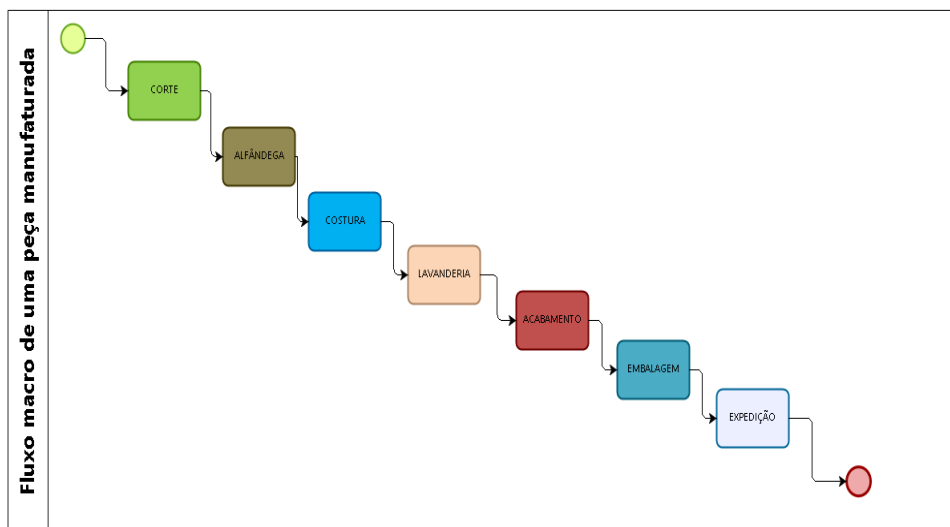 Fluxo macro de uma peça manufaturada
CORTE
ALFÂNDEGA
COSTURA
LAVANDERIA
ACABAMENTO
EMBALAGEM
EXPEDIÇÃO